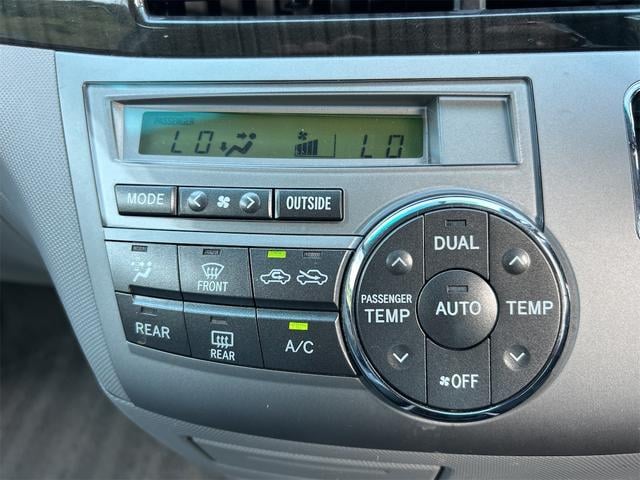 PASSENGER
LO LO
MODE OUTSIDE
DUAL
FRONT
PASSENGER
TEMP AUTO TEMP
REAR REAR A/C
OFF